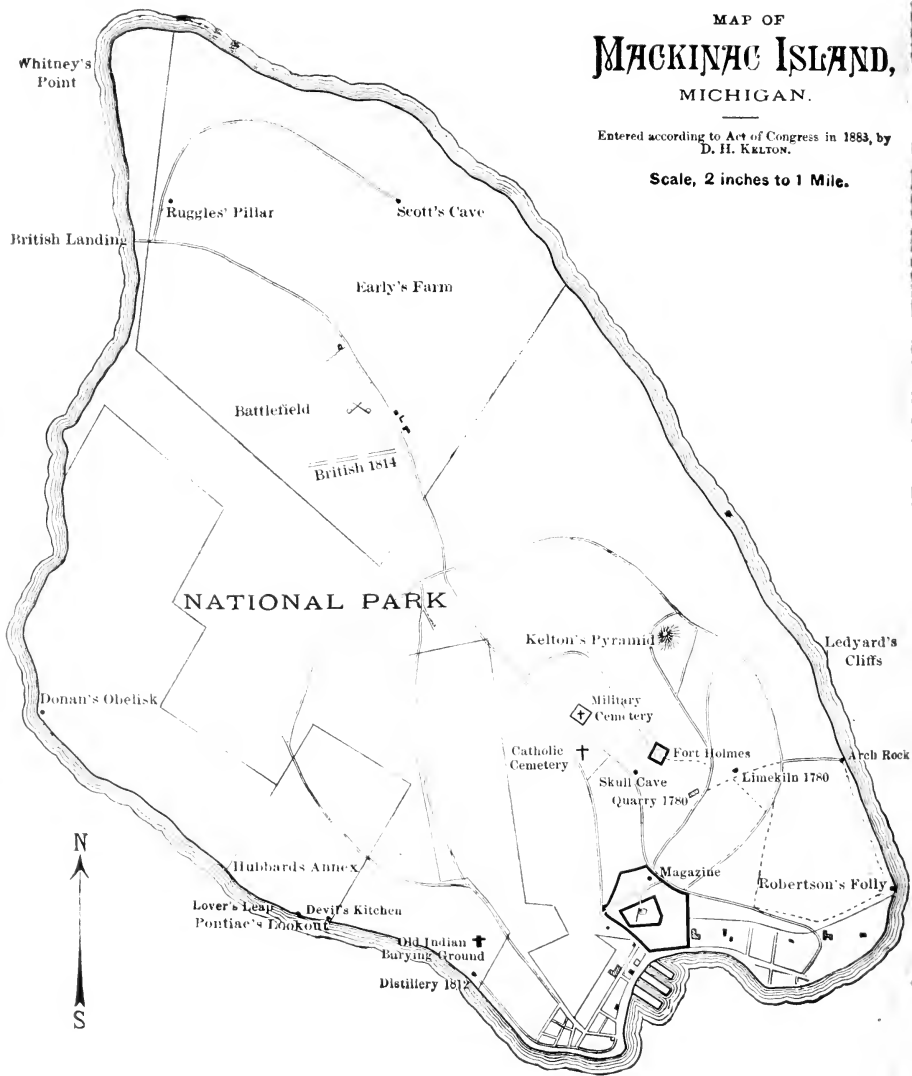 MAP OF
MACKINAC ISLAND,
MICHIGAN.
Entered according to Act of Congress in 1883, by
D. H. KELTON.
Scale, 2 inches to 1 Mile.
Whitney's
Point
Ruggles' Pillar
Scott's Cave
British Landing
Early's Farm
Battlefield
British 1814
NATIONAL PARK
Kelton's Pyramid
Ledyard's
Cliffs
Donan's Obelisk
Military
Cemetery
Catholic
Cemetery
Fort Holmes
Arch Rock
Skull Cave
Limekiln 1780
Quarry 1780
N
Hubbards Annex
Magazine
Robertson's Folly
Lover's Leap
Devil's Kitchen
Pontiac's Lookout
Old Indian
Burying Ground
Distillery 1812
S